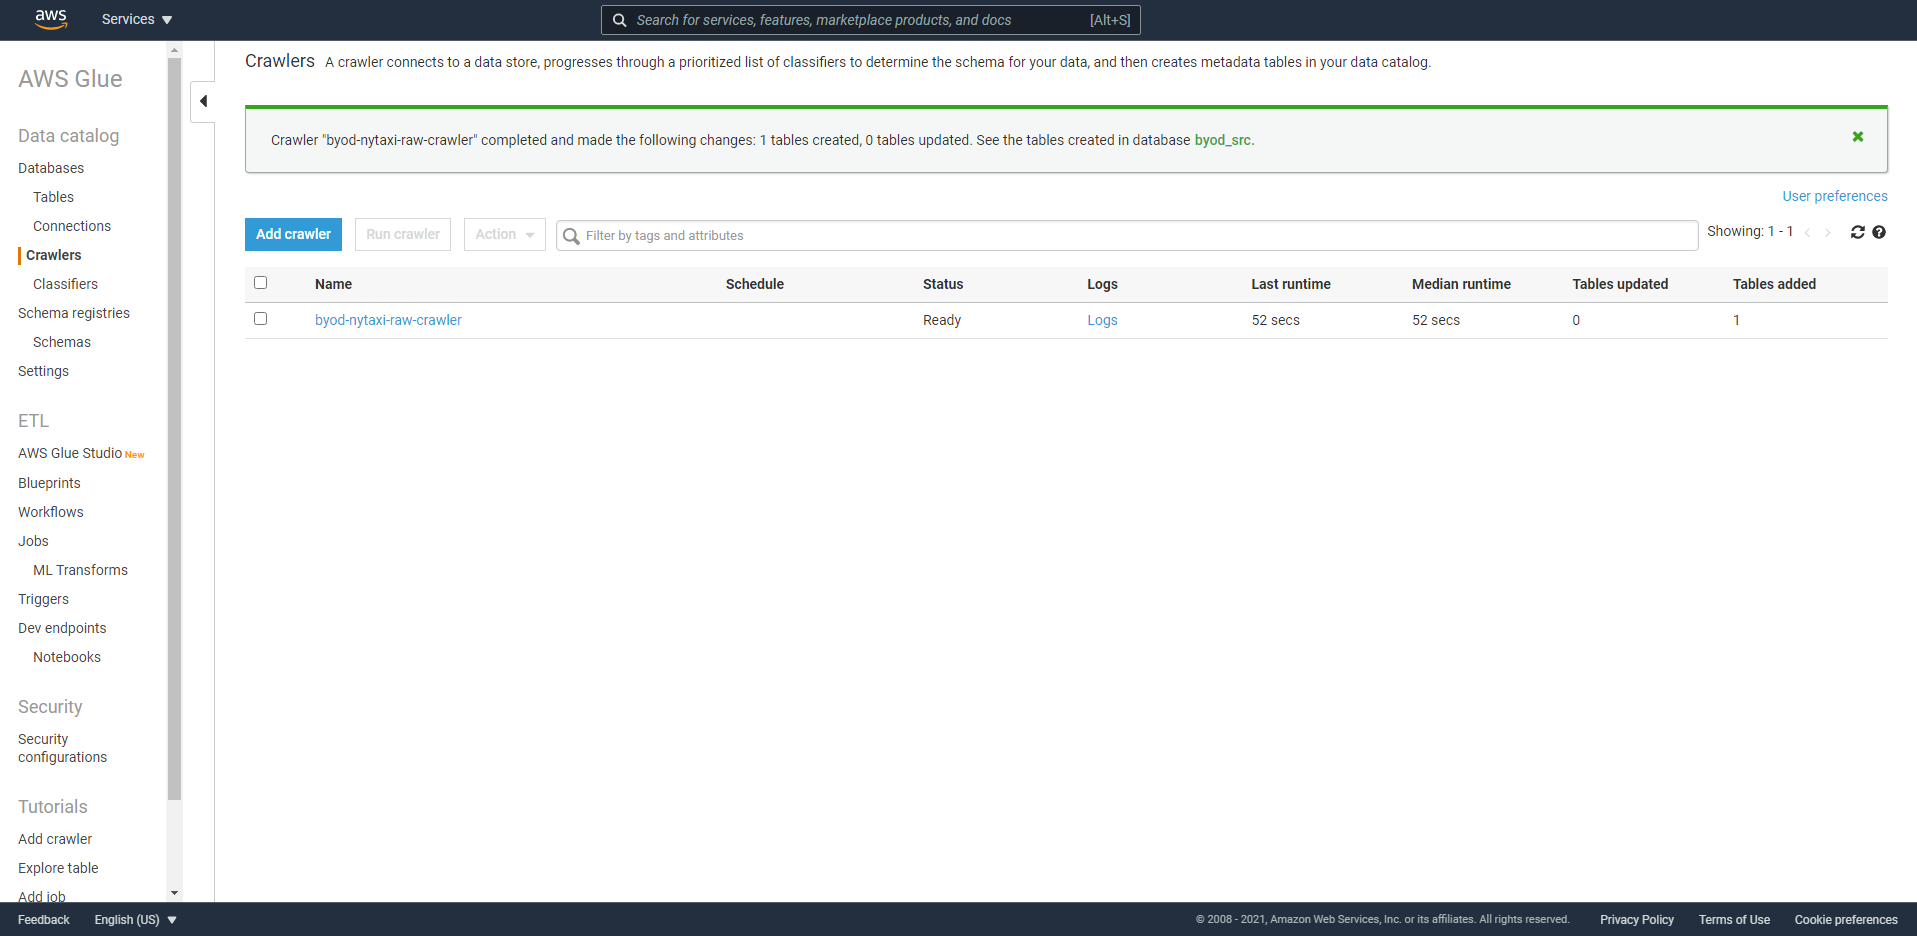 aws Services Search for services, features, marketplace products, and docs [Alt+S]
AWS Glue
Data catalog
Databases
Tables
Connections
Crawlers
Classifiers
Schema registries
Schemas
Settings
ETL
AWS Glue Studio New
Blueprints
Workflows
Jobs
ML Transforms
Triggers
Dev endpoints
Notebooks
Security
Security
configurations
Tutorials
Add crawler
Explore table
Add job
Crawlers A crawler connects to a data store, progresses through a prioritized list of classifiers to determine the schema for your data, and then creates metadata tables in your data catalog.
Crawler "byod-nytaxi-raw-crawler" completed and made the following changes: 1 tables created, 0 tables updated. See the tables created in database byod_src.
User preferences
Add crawler Run crawler Action Filter by tags and attributes Showing: 1 - 1
Name Schedule Status Logs Last runtime Median runtime Tables updated Tables added
byod-nytaxi-raw-crawler Ready Logs 52 secs 52 secs 0 1
Feedback English (US) © 2008 - 2021, Amazon Web Services, Inc. or its affiliates. All rights reserved. Privacy Policy Terms of Use Cookie preferences